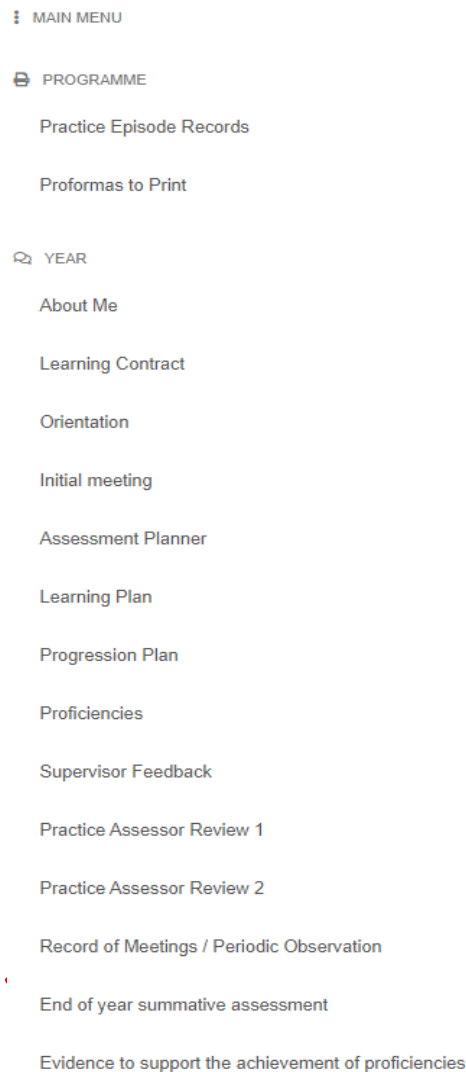 MAIN MENU
PROGRAMME
Practice Episode Records
Proformas to Print
YEAR
About Me
Learning Contract
Orientation
Initial meeting
Assessment Planner
Learning Plan
Progression Plan
Proficiencies
Supervisor Feedback
Practice Assessor Review 1
Practice Assessor Review 2
Record of Meetings / Periodic Observation
End of year summative assessment
Evidence to support the achievement of proficiencies